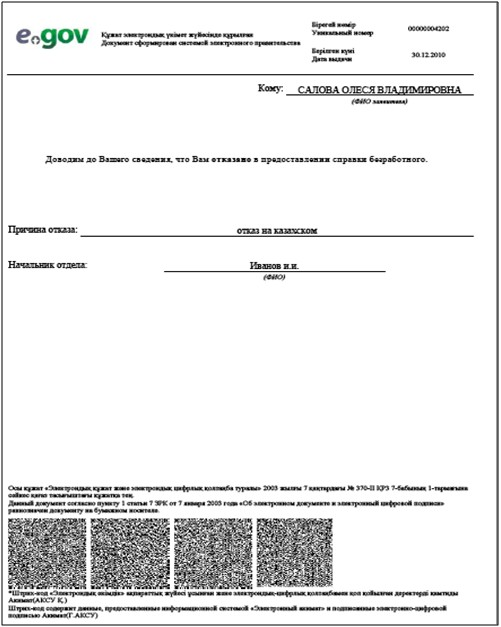 e.gov
Құжат электрондық үкімет жүйесінде құрылған
Документ сформирован системой электронного правительства
Бірегей нөмір
Уникальный номер
00000004202
Берілген күні
Дата выдачи
30.12.2010
Кому: САЛОВА ОЛЕСЯ ВЛАДИМИРОВНА
(ФИО заявителя)
Доводим до Вашего сведения, что Вам отказано в предоставлении справки безработного.
Причина отказа: отказ на казахском
Начальник отдела: Иванов и.и.
(ФИО)
Осы құжат «Электрондық құжат және электрондық цифрлық қолтаңба туралы» 2003 жылғы 7 қаңтардағы № 370-II ҚРЗ 7-бабының 1-тармағына
сәйкес қағаз тасығыштағы құжатқа тең.
Данный документ согласно пункту 1 статьи 7 ЗРК от 7 января 2003 года «Об электронном документе и электронной цифровой подписи»
равнозначен документу на бумажном носителе.
*Штрих-код «Электрондық әкімдік» ақпараттық жүйесі ұсынған және электрондық-цифрлық қолтаңбамен қол қойылған деректерді қамтиды
Акимат(АКСУ Қ.)
Штрих-код содержит данные, предоставленные информационной системой «Электронный акимат» и подписанные электронно-цифровой
подписью Акимат(Г.АКСУ)